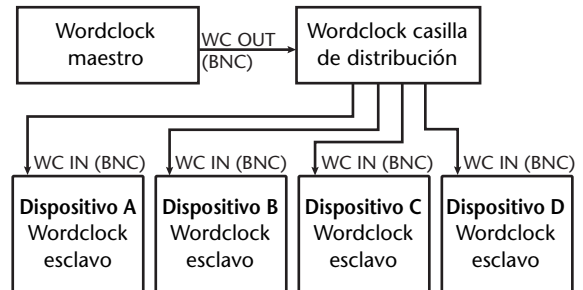 Wordclock
maestro
WC OUT
(BNC)
Wordclock casilla
de distribución
WC IN (BNC)
WC IN (BNC)
WC IN (BNC)
WC IN (BNC)
Dispositivo A
Wordclock
esclavo
Dispositivo B
Wordclock
esclavo
Dispositivo C
Wordclock
esclavo
Dispositivo D
Wordclock
esclavo